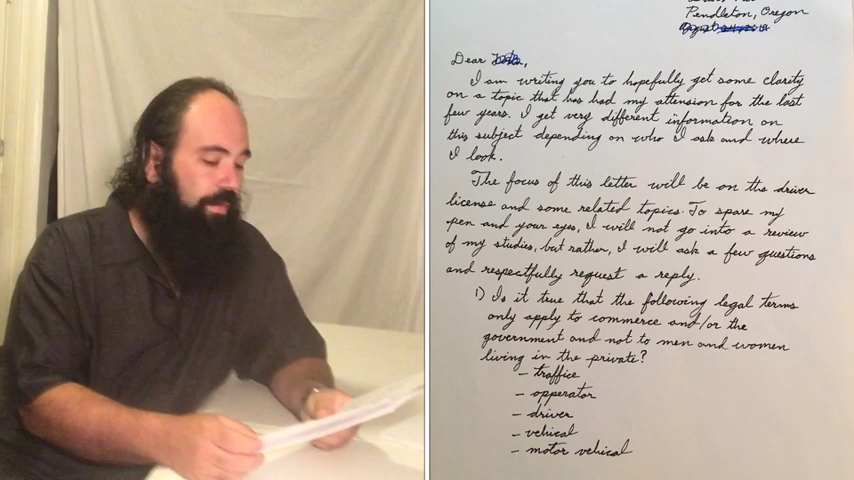 Pendleton, Oregon
Dear
I am writing you to hopefully get some clarity
on a topic that has had my attension for the last
few years. I get very different information on
this subject depending on who I ask and where
I look.
The focus of this letter will be on the driver
license and some related topics. To spare my
pen and your eyes, I will not go into a review
of my studies, but rather, I will ask a few questions
and respectfully request a reply.
1) Is it true that the following legal terms
only apply to commerce and/or the
government and not to men and women
living in the private?
- traffice
- opperator
- driver
- vehical
- motor vehical